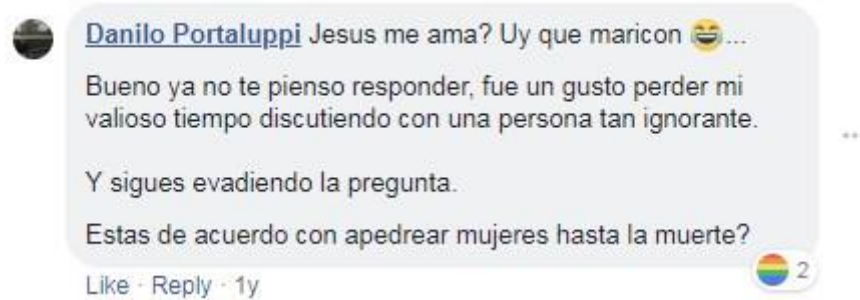 Danilo Portaluppi Jesus me ama? Uy que maricon 😂...
Bueno ya no te pienso responder, fue un gusto perder mi
valioso tiempo discutiendo con una persona tan ignorante.
Y sigues evadiendo la pregunta.
Estas de acuerdo con apedrear mujeres hasta la muerte?
2
Like · Reply · 1y